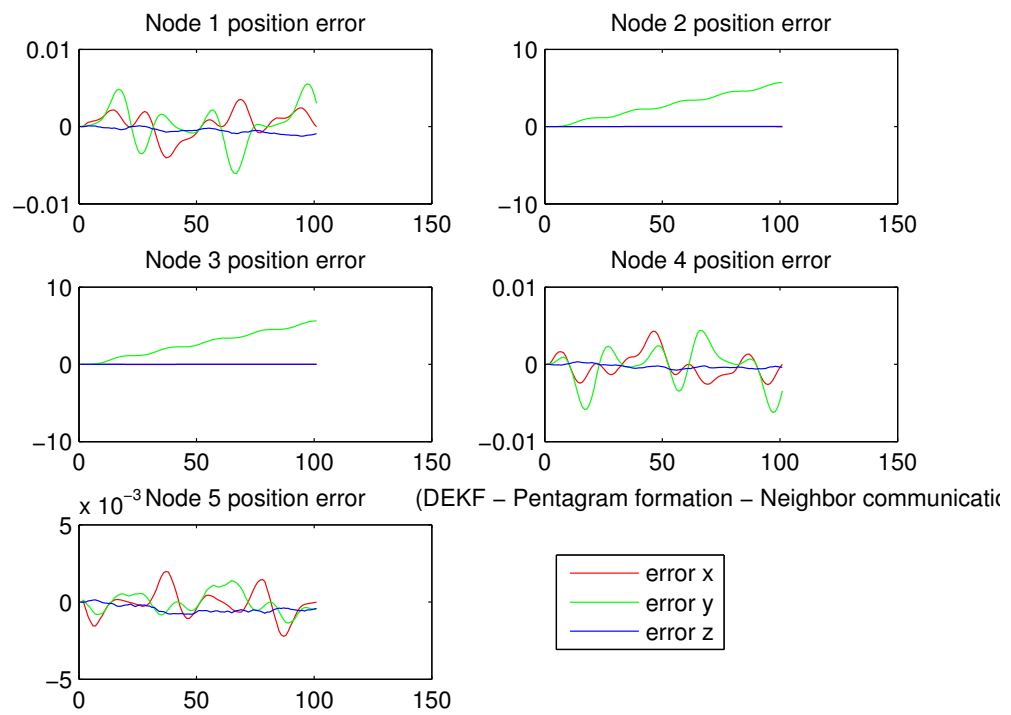 Node 1 position error
0.01
0
−0.01
0 50 100 150
Node 2 position error
10
0
−10
0 50 100 150
Node 3 position error
10
0
−10
0 50 100 150
Node 4 position error
0.01
0
−0.01
0 50 100 150
x 10−3
Node 5 position error
5
0
−5
0 50 100 150
(DEKF − Pentagram formation − Neighbor communicatio
error x
error y
error z